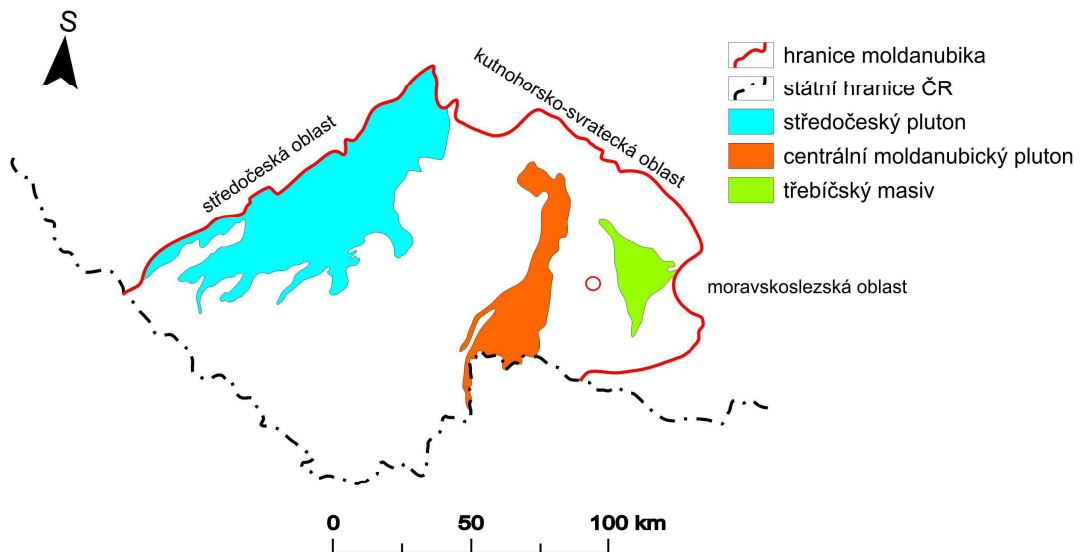 S
hranice moldanubika
státní hranice ČR
středočeský pluton
centrální moldanubický pluton
třebíčský masiv
kutnohorsko-svratecká oblast
středočeská oblast
moravskoslezská oblast
0 50 100 km